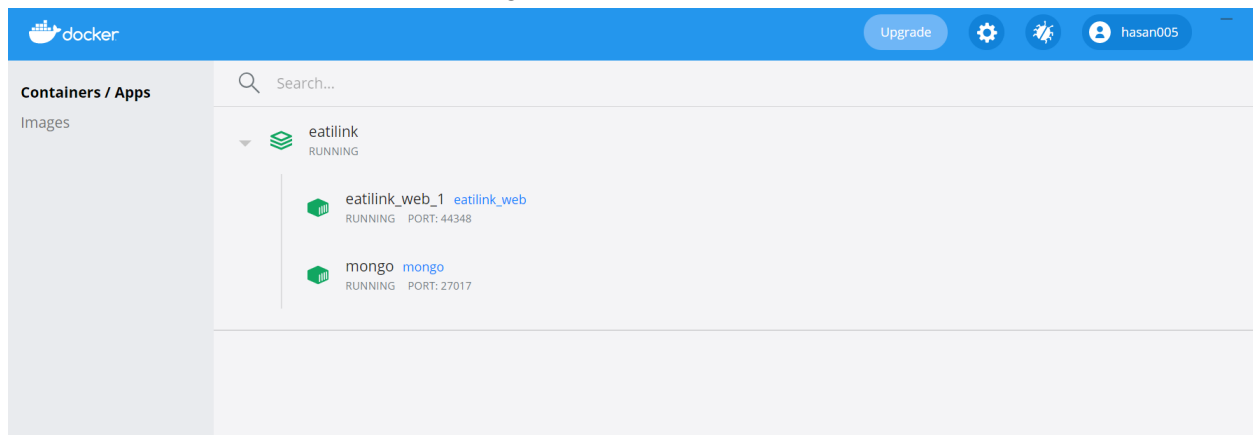 docker
Upgrade
hasan005
Containers / Apps
Images
Search...
eatilink
RUNNING
eatilink_web_1 eatilink_web
RUNNING PORT: 44348
mongo mongo
RUNNING PORT: 27017